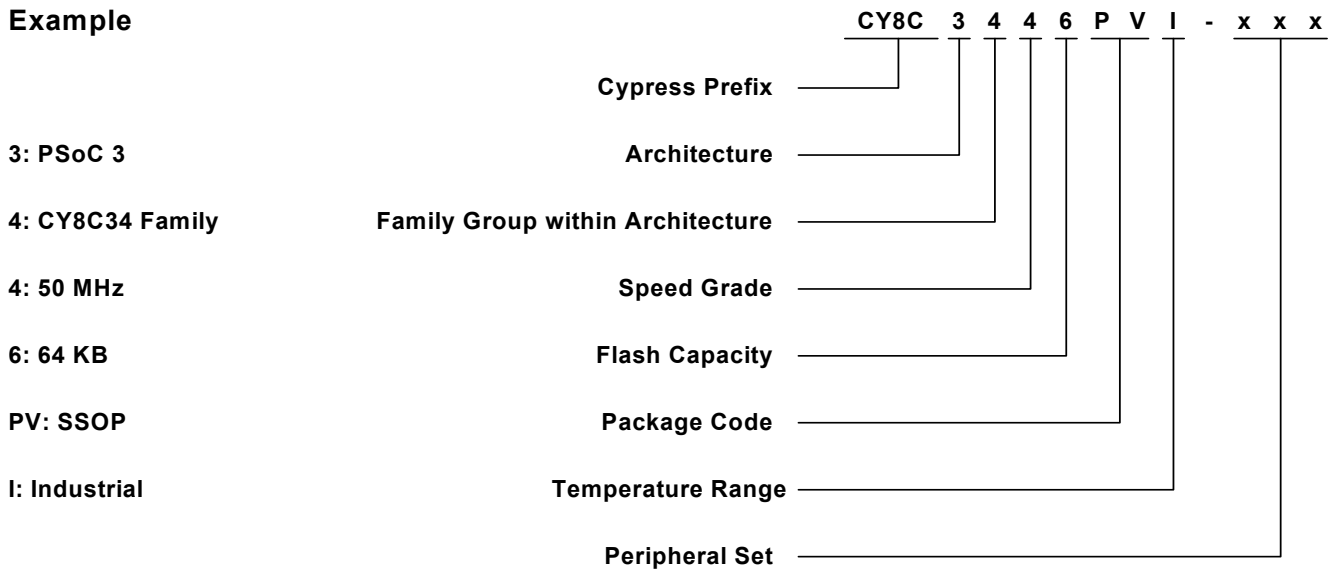 Example CY8C 3 4 4 6 P V I - x x x
Cypress Prefix
3: PSoC 3 Architecture
4: CY8C34 Family Family Group within Architecture
4: 50 MHz Speed Grade
6: 64 KB Flash Capacity
PV: SSOP Package Code
I: Industrial Temperature Range
Peripheral Set